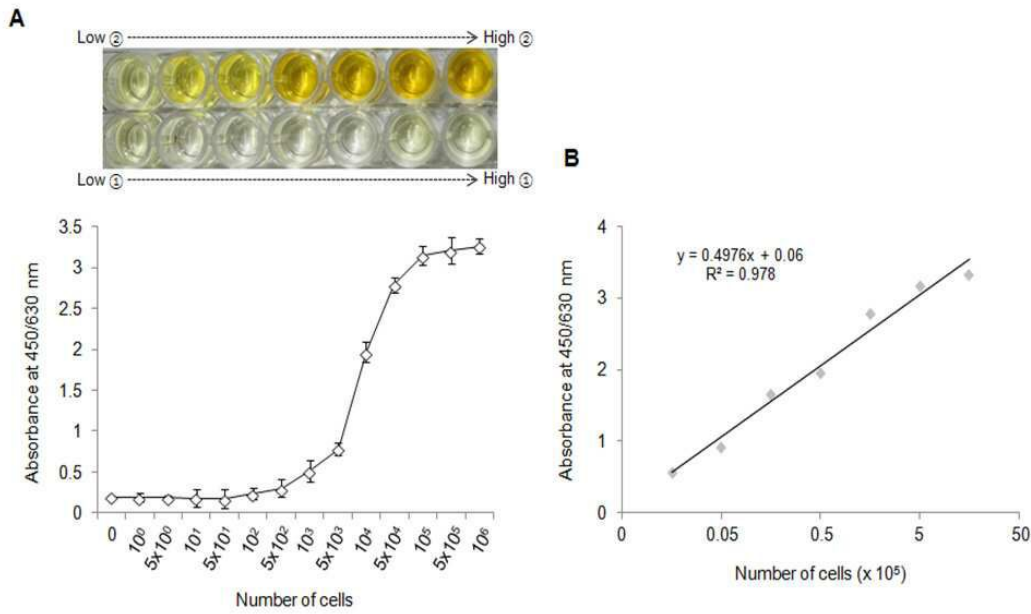 A
Low ② High ②
Low ① High ①
3.5
3
2.5
2
1.5
1
0.5
0
Absorbance at 450/630 nm
0 10⁰ 5x10⁰ 10¹ 5x10¹ 10² 5x10² 10³ 5x10³ 10⁴ 5x10⁴ 10⁵ 5x10⁵ 10⁶
Number of cells
B
4
3
2
1
0
Absorbance at 450/630 nm
y = 0.4976x + 0.06
R² = 0.978
0 0.05 0.5 5 50
Number of cells (x 10⁵)